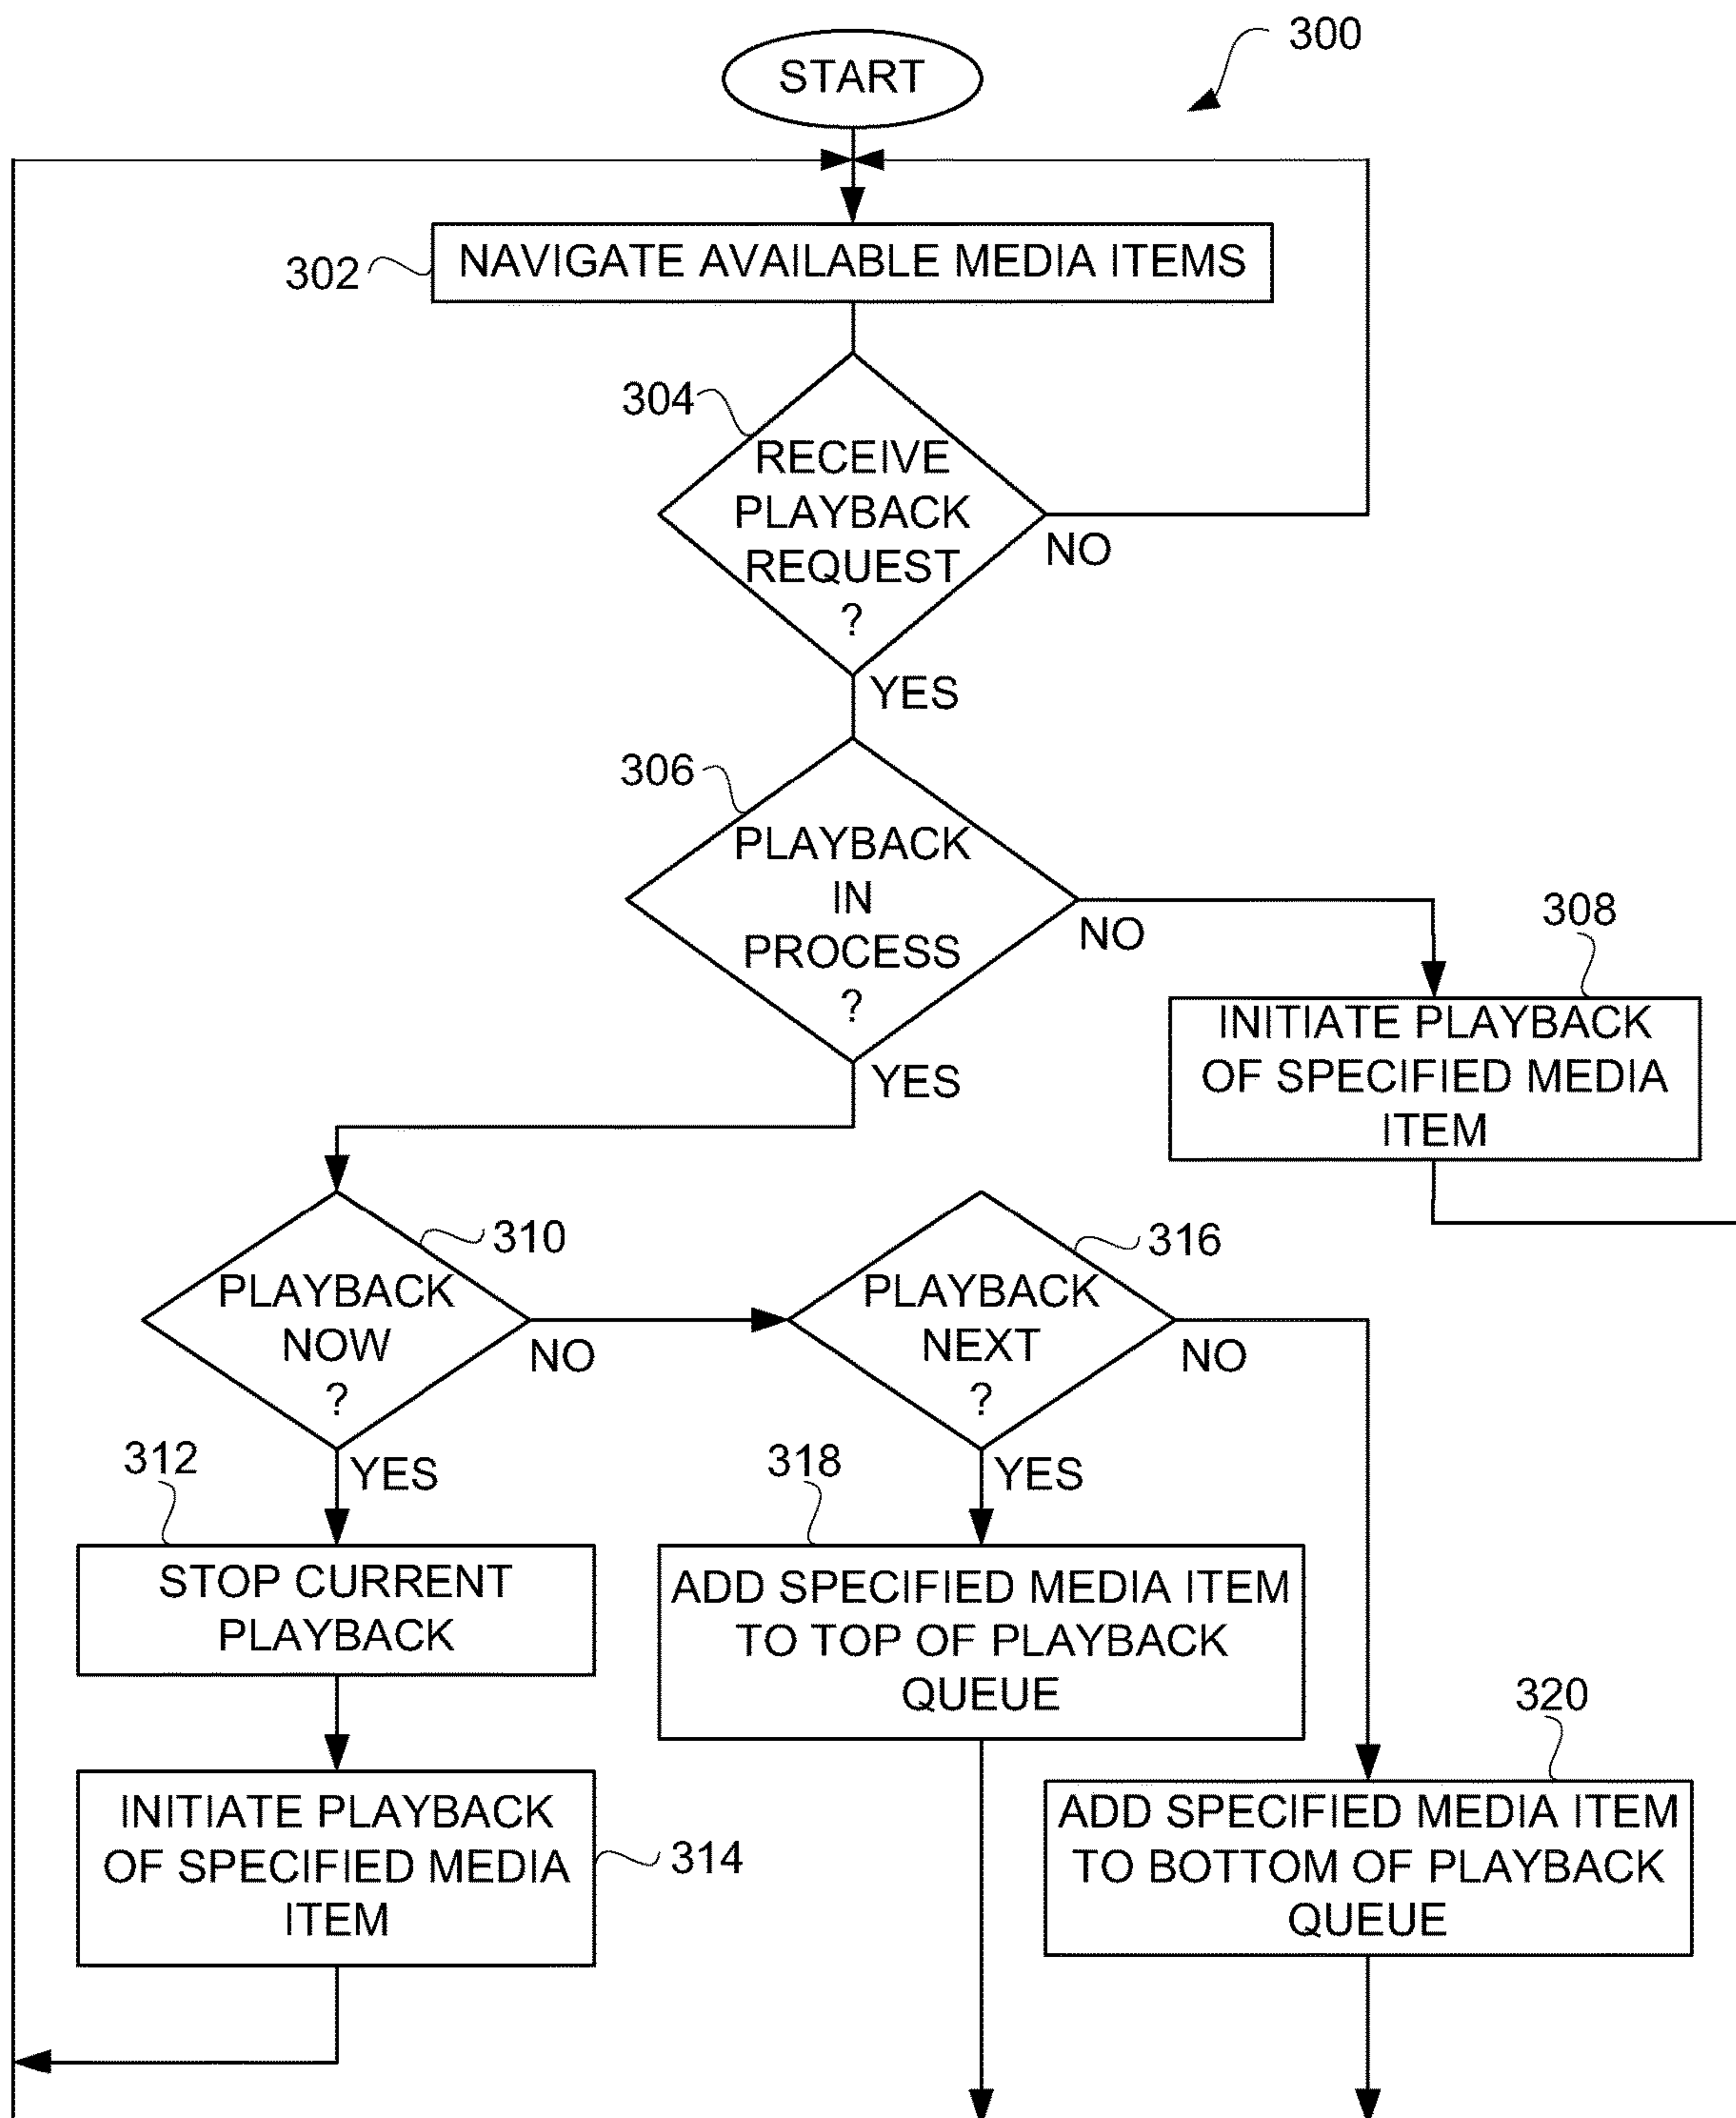 300
START
302
NAVIGATE AVAILABLE MEDIA ITEMS
304
RECEIVE
PLAYBACK
REQUEST
?
NO
YES
306
PLAYBACK
IN
PROCESS
?
NO
YES
308
INITIATE PLAYBACK
OF SPECIFIED MEDIA
ITEM
310
PLAYBACK
NOW
?
NO
YES
316
PLAYBACK
NEXT
?
NO
YES
312
STOP CURRENT
PLAYBACK
318
ADD SPECIFIED MEDIA ITEM
TO TOP OF PLAYBACK
QUEUE
314
INITIATE PLAYBACK
OF SPECIFIED MEDIA
ITEM
320
ADD SPECIFIED MEDIA ITEM
TO BOTTOM OF PLAYBACK
QUEUE